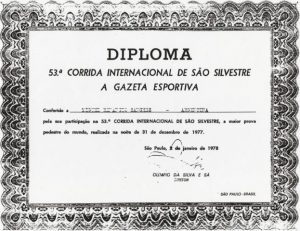 DIPLOMA
53.ª CORRIDA INTERNACIONAL DE SÃO SILVESTRE
A GAZETA ESPORTIVA
Conferido a
pela sua participação na 53.ª CORRIDA INTERNACIONAL DE SÃO SILVESTRE, a maior prova
pedestre do mundo, realizada na noite de 31 de dezembro de 1977.
São Paulo, de janeiro de 1978
OLIMPIO DA SILVA E SÁ
DIRETOR
SÃO PAULO - BRASIL